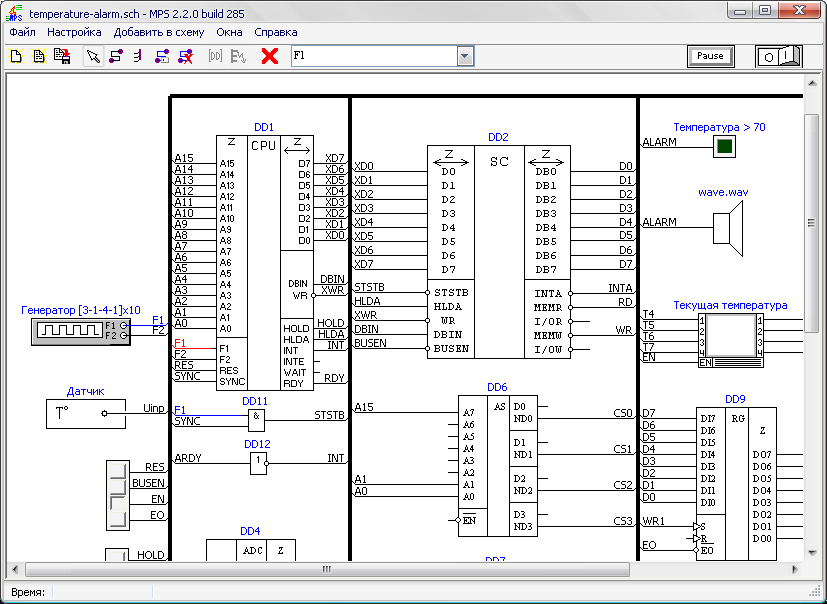 temperature-alarm.sch - MPS 2.2.0 build 285
Файл Настройка Добавить в схему Окна Справка
F1
Pause
Генератор [3-1-4-1]x10
F1
F2
F1
F2
Датчик
T°
Uinp
RES
BUSEN
EN
EO
HOLD
DD1
Z
CPU
Z
A15
A14
A13
A12
A11
A10
A9
A8
A7
A6
A5
A4
A3
A2
A1
A0
F1
F2
RES
SYNC
A15
A14
A13
A12
A11
A10
A9
A8
A7
A6
A5
A4
A3
A2
A1
A0
F1
F2
RES
SYNC
D7
D6
D5
D4
D3
D2
D1
D0
DBIN
WR
HOLD
HLDA
INT
INTE
WAIT
RDY
XD7
XD6
XD5
XD4
XD3
XD2
XD1
XD0
DBIN
XWR
HOLD
HLDA
INT
RDY
DD11
F1
SYNC
&
STSTB
DD12
ARDY
1
INT
DD4
ADC
Z
DD2
Z
SC
Z
XD0
XD1
XD2
XD3
XD4
XD5
XD6
XD7
STSTB
HLDA
XWR
DBIN
BUSEN
D0
D1
D2
D3
D4
D5
D6
D7
STSTB
HLDA
WR
DBIN
BUSEN
DB0
DB1
DB2
DB3
DB4
DB5
DB6
DB7
INTA
MEMR
I/OR
MEMW
I/OW
D0
D1
D2
D3
D4
D5
D6
D7
INTA
RD
WR
DD6
A15
A1
A0
A7
A6
A5
A4
A3
A2
A1
A0
EN
AS
D0
ND0
D1
ND1
D2
ND2
D3
ND3
CS0
CS1
CS2
CS3
DD7
Температура > 70
ALARM
wave.wav
ALARM
Текущая температура
T4
T5
T6
T7
EN
1
2
3
4
EN
1
2
3
4
DD9
D7
D6
D5
D4
D3
D2
D1
D0
WR1
EO
DI7
DI6
DI5
DI4
DI3
DI2
DI1
DI0
S
R
EO
RG
Z
DO7
DO6
DO5
DO4
DO3
DO2
DO1
DO0
Время: